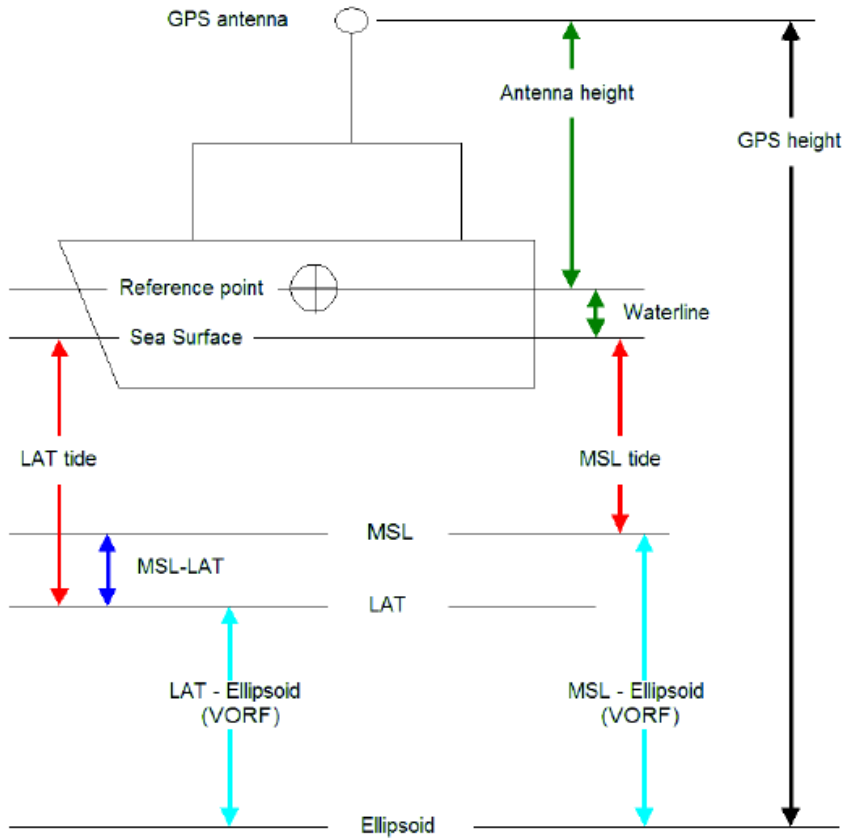 GPS antenna
Antenna height
GPS height
Reference point
Waterline
Sea Surface
LAT tide
MSL tide
MSL
MSL-LAT
LAT
LAT - Ellipsoid
(VORF)
MSL - Ellipsoid
(VORF)
Ellipsoid